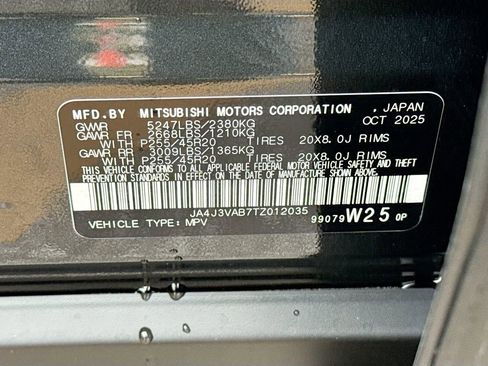 MFD.BY MITSUBISHI MOTORS CORPORATION . JAPAN
GVWR 5247LBS/2380KG OCT 2025
GAWR FR 2668LBS/1210KG
WITH P255/45R20 TIRES 20X8.0J RIMS
GAWR RR 3009LBS/1365KG
WITH P255/45R20 TIRES 20X8.0J RIMS
THIS VEHICLE CONFORMS TO ALL APPLICABLE FEDERAL MOTOR VEHICLE SAFETY AND THEFT
PREVENTION STANDARDS IN EFFECT ON THE DATE OF MANUFACTURE SHOWN ABOVE.
JA4J3VAB7TZ012035
VEHICLE TYPE: MPV 99079W25 0P